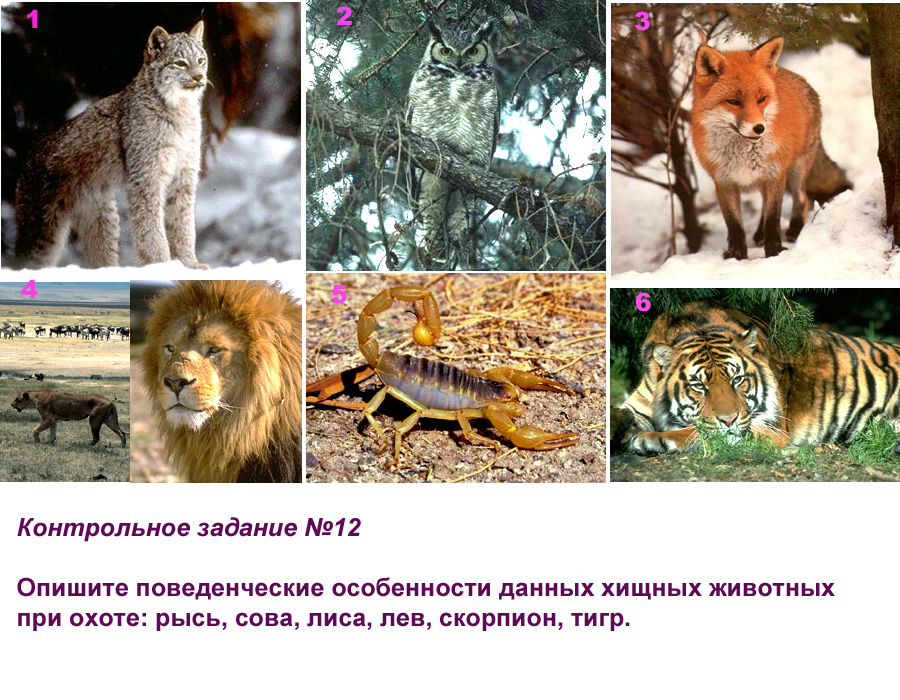 1
2
3
4
5
6
Контрольное задание №12
Опишите поведенческие особенности данных хищных животных
при охоте: рысь, сова, лиса, лев, скорпион, тигр.